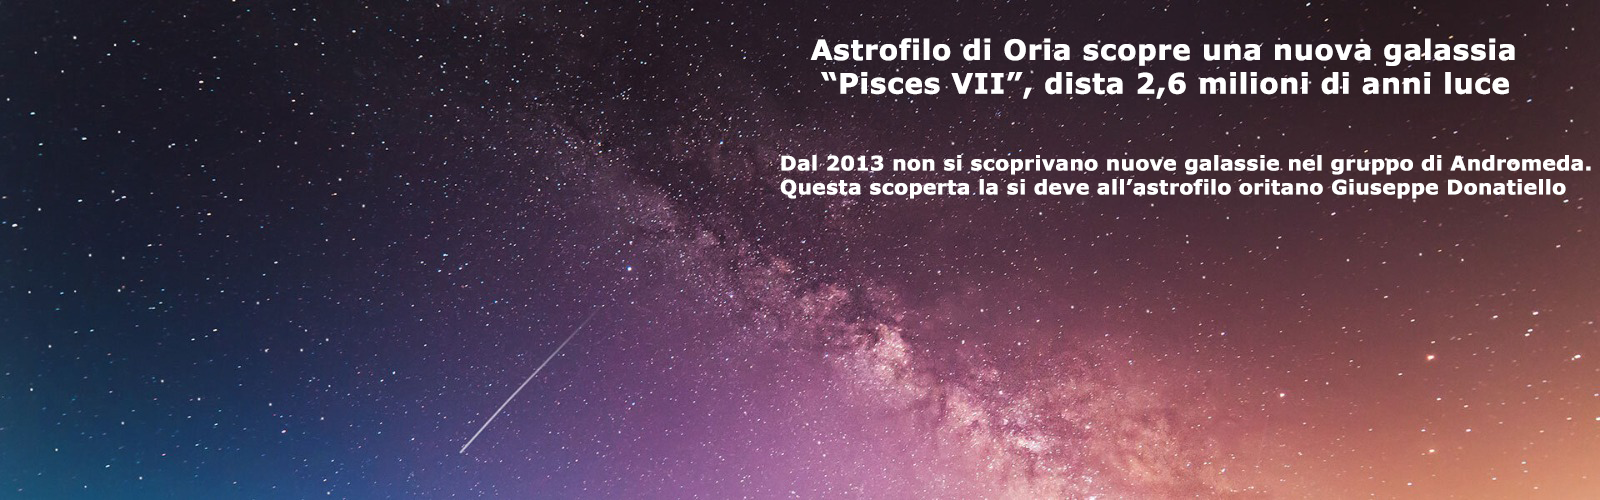 Astrofilo di Oria scopre una nuova galassia
“Pisces VII”, dista 2,6 milioni di anni luce
Dal 2013 non si scoprivano nuove galassie nel gruppo di Andromeda.
Questa scoperta la si deve all’astrofilo oritano Giuseppe Donatiello